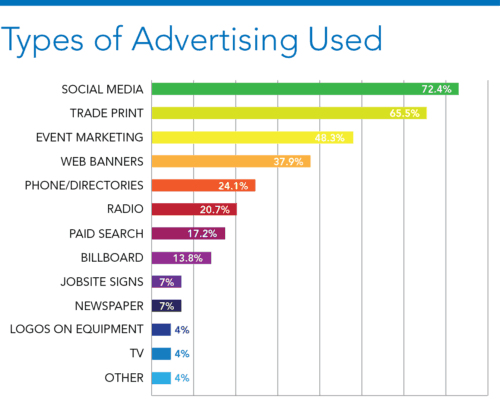 Types of Advertising Used
SOCIAL MEDIA 72.4%
TRADE PRINT 65.5%
EVENT MARKETING 48.3%
WEB BANNERS 37.9%
PHONE/DIRECTORIES 24.1%
RADIO 20.7%
PAID SEARCH 17.2%
BILLBOARD 13.8%
JOBSITE SIGNS 7%
NEWSPAPER 7%
LOGOS ON EQUIPMENT 4%
TV 4%
OTHER 4%